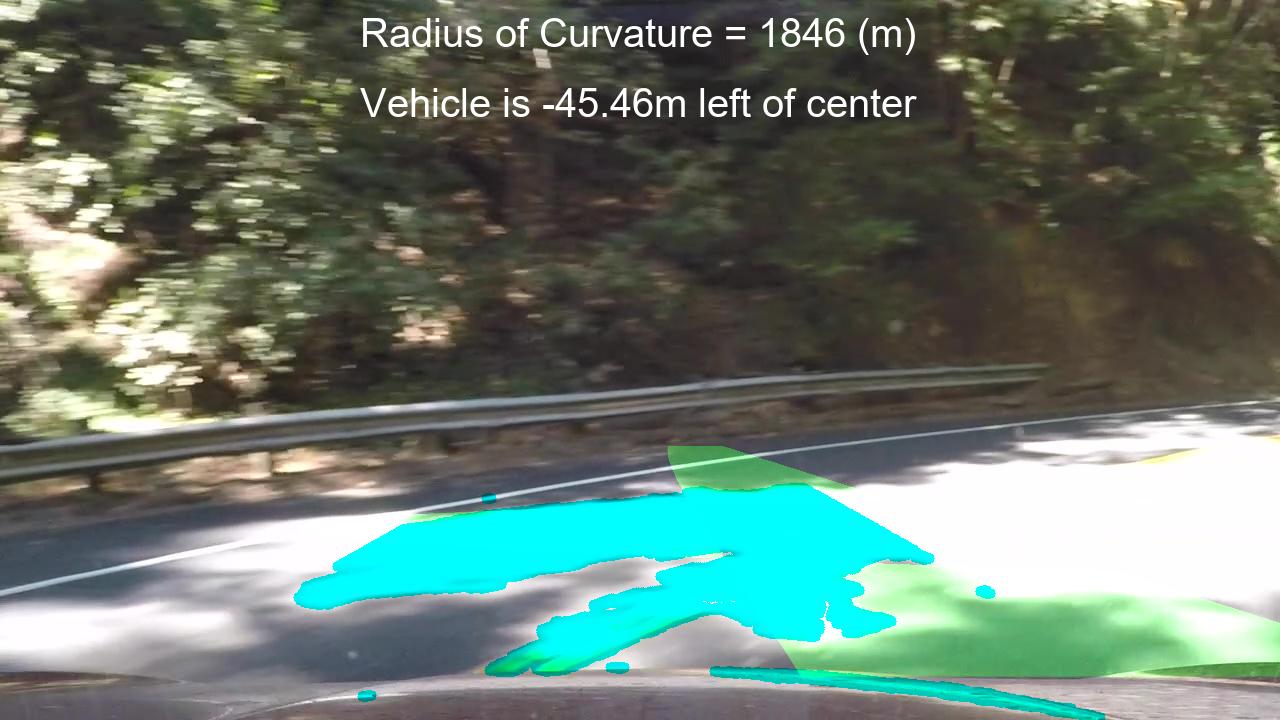 Radius of Curvature = 1846 (m)
Vehicle is -45.46m left of center